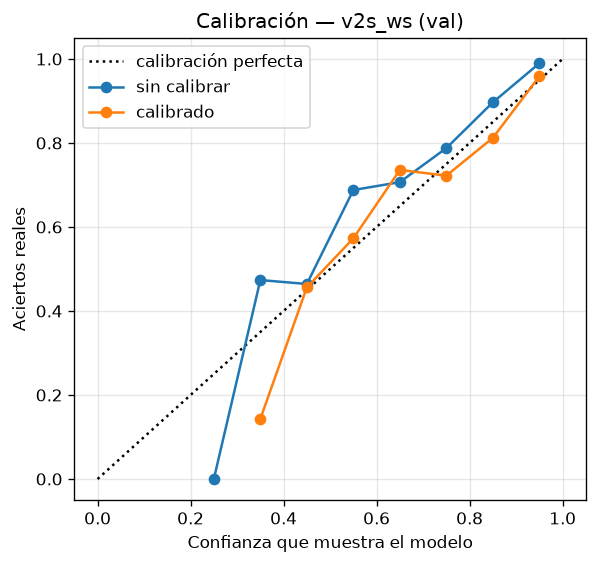 Calibración — v2s_ws (val)
calibración perfecta
sin calibrar
calibrado
Aciertos reales
1.0
0.8
0.6
0.4
0.2
0.0
0.0 0.2 0.4 0.6 0.8 1.0
Confianza que muestra el modelo